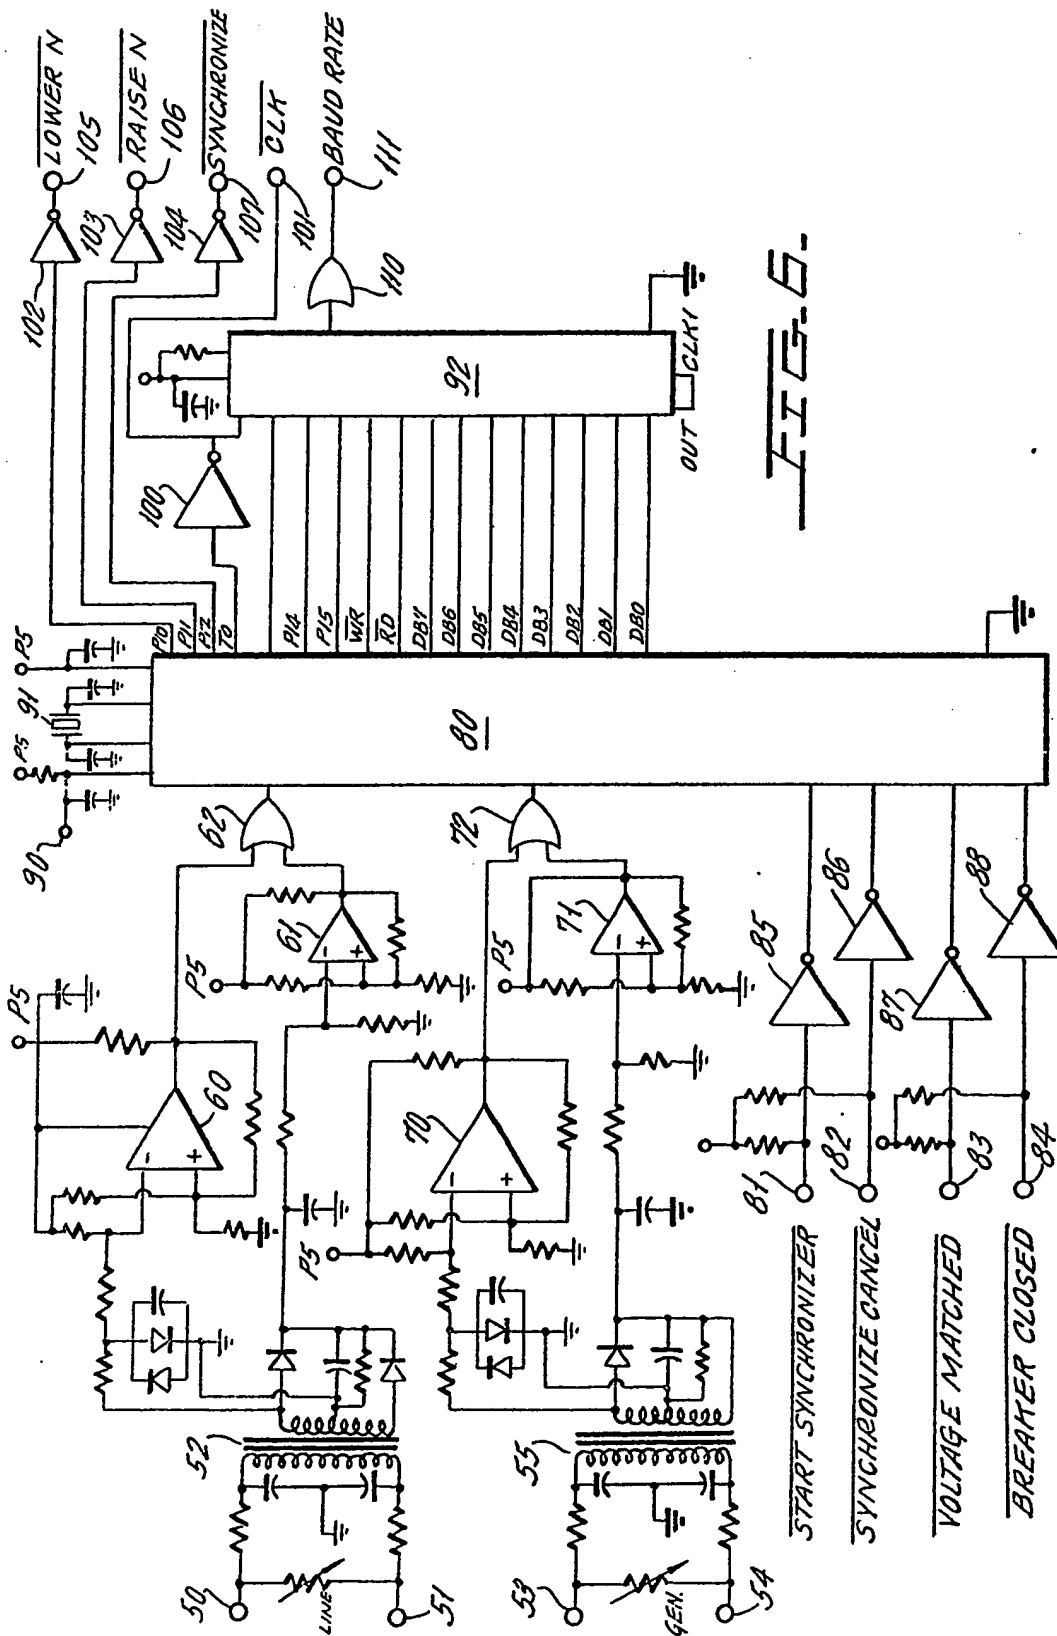 LOWER N
105
RAISE N
106
SYNCHRONIZE
107
CLK
101
BAUD RATE
111
102
103
104
110
100
92
OUT
CLK1
P10
P11
P12
T0
P14
P15
WR
RD
DB7
DB6
DB5
DB4
DB3
DB2
DB1
DB0
P5
91
P5
90
80
62
72
P5
60
P5
61
P5
70
P5
71
85
86
87
88
52
55
50
LINE
51
53
GEN.
54
81
START SYNCHRONIZER
82
SYNCHRONIZE CANCEL
83
VOLTAGE MATCHED
84
BREAKER CLOSED
FIG. 6.